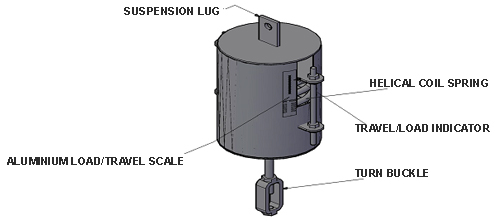 SUSPENSION LUG
HELICAL COIL SPRING
TRAVEL/LOAD INDICATOR
ALUMINIUM LOAD/TRAVEL SCALE
TURN BUCKLE